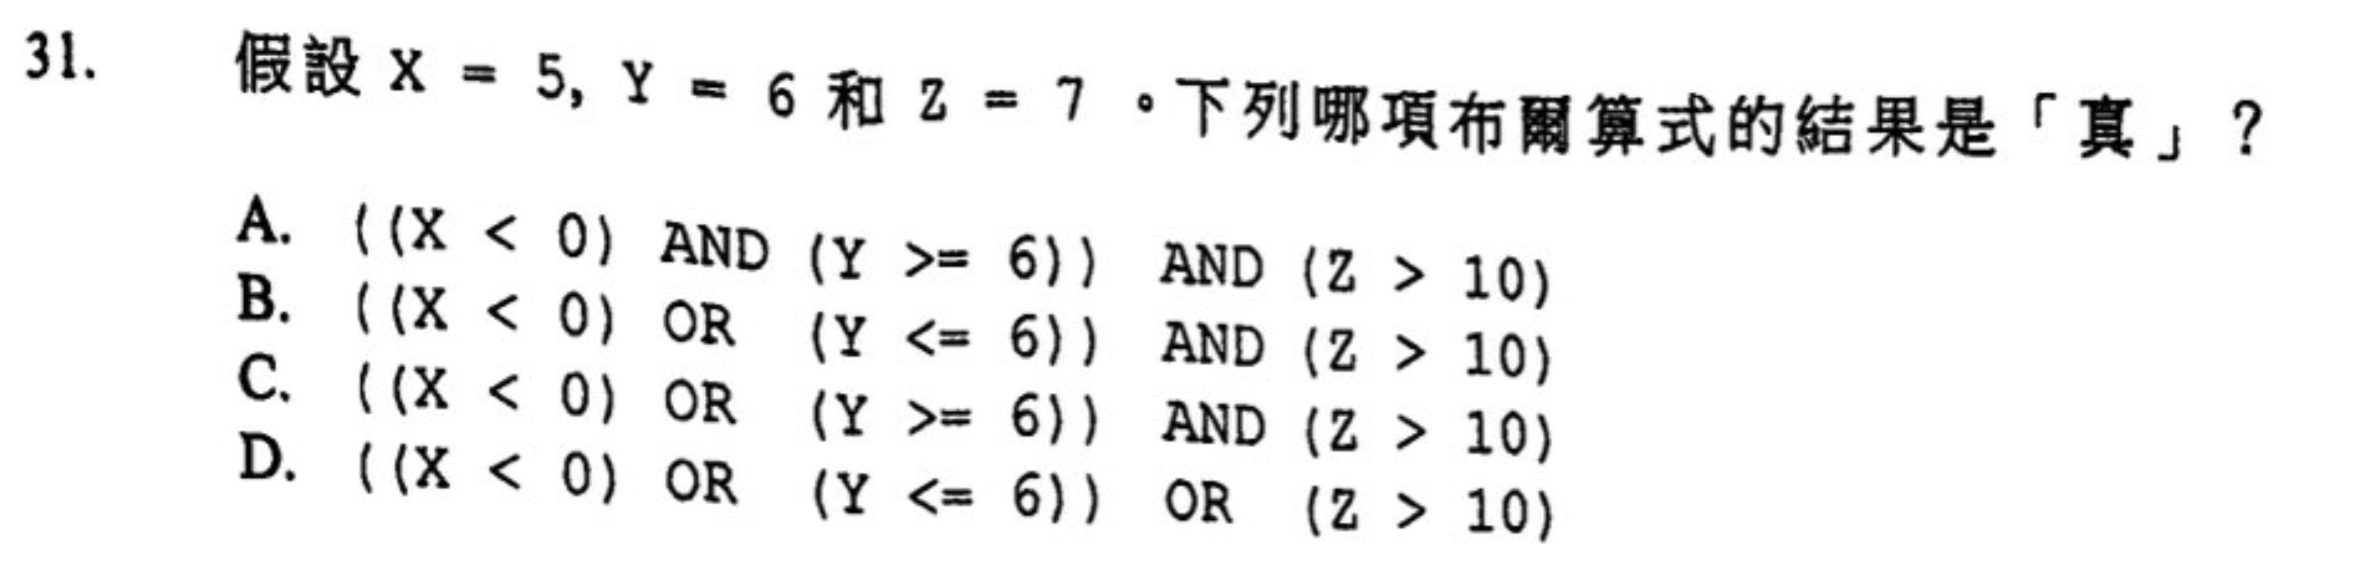 31. 假設 X = 5, Y = 6 和 Z = 7 。下列哪項布爾算式的結果是「真」?
A. ((X < 0) AND (Y >= 6)) AND (Z > 10)
B. ((X < 0) OR (Y <= 6)) AND (Z > 10)
C. ((X < 0) OR (Y >= 6)) AND (Z > 10)
D. ((X < 0) OR (Y <= 6)) OR (Z > 10)